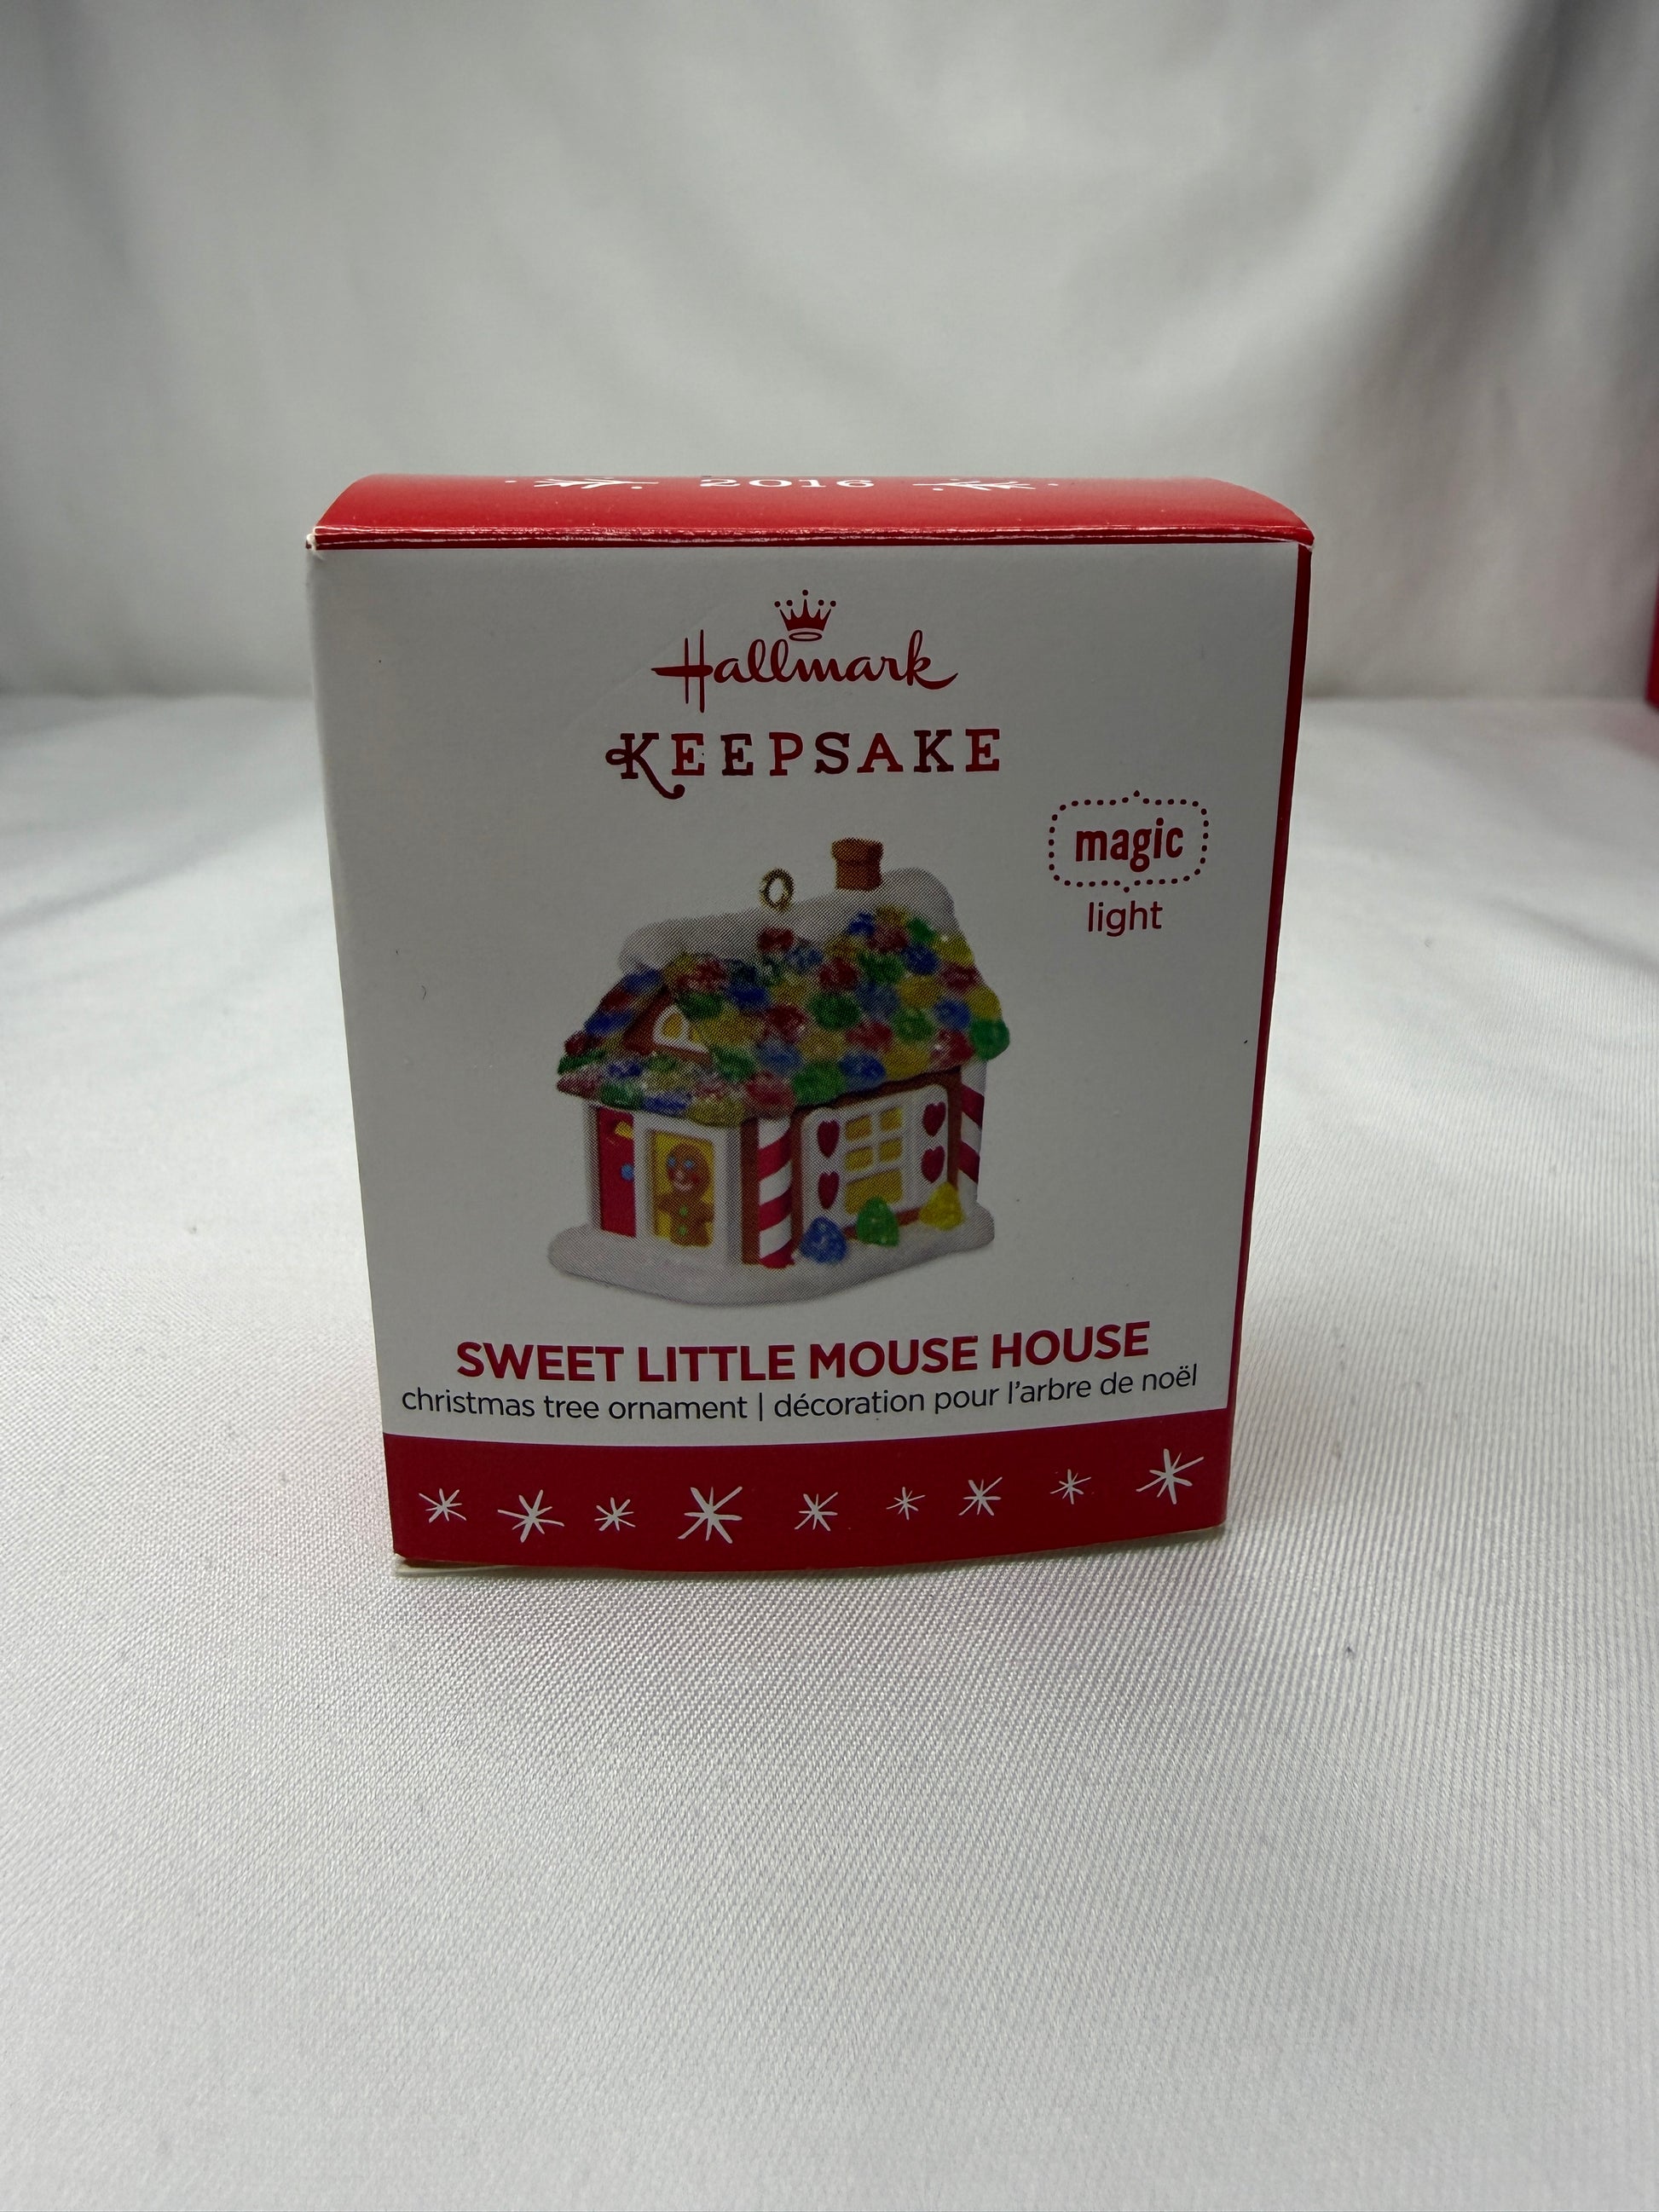 2016
Hallmark
KEEPSAKE
magic
light
SWEET LITTLE MOUSE HOUSE
christmas tree ornament | décoration pour l'arbre de noël